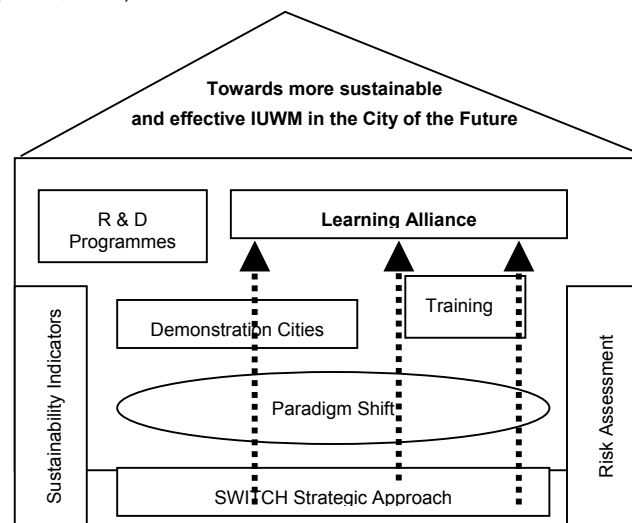 Towards more sustainable
and effective IUWM in the City of the Future
R & D
Programmes
Learning Alliance
Training
Demonstration Cities
Sustainability Indicators
Paradigm Shift
Risk Assessment
SWITCH Strategic Approach